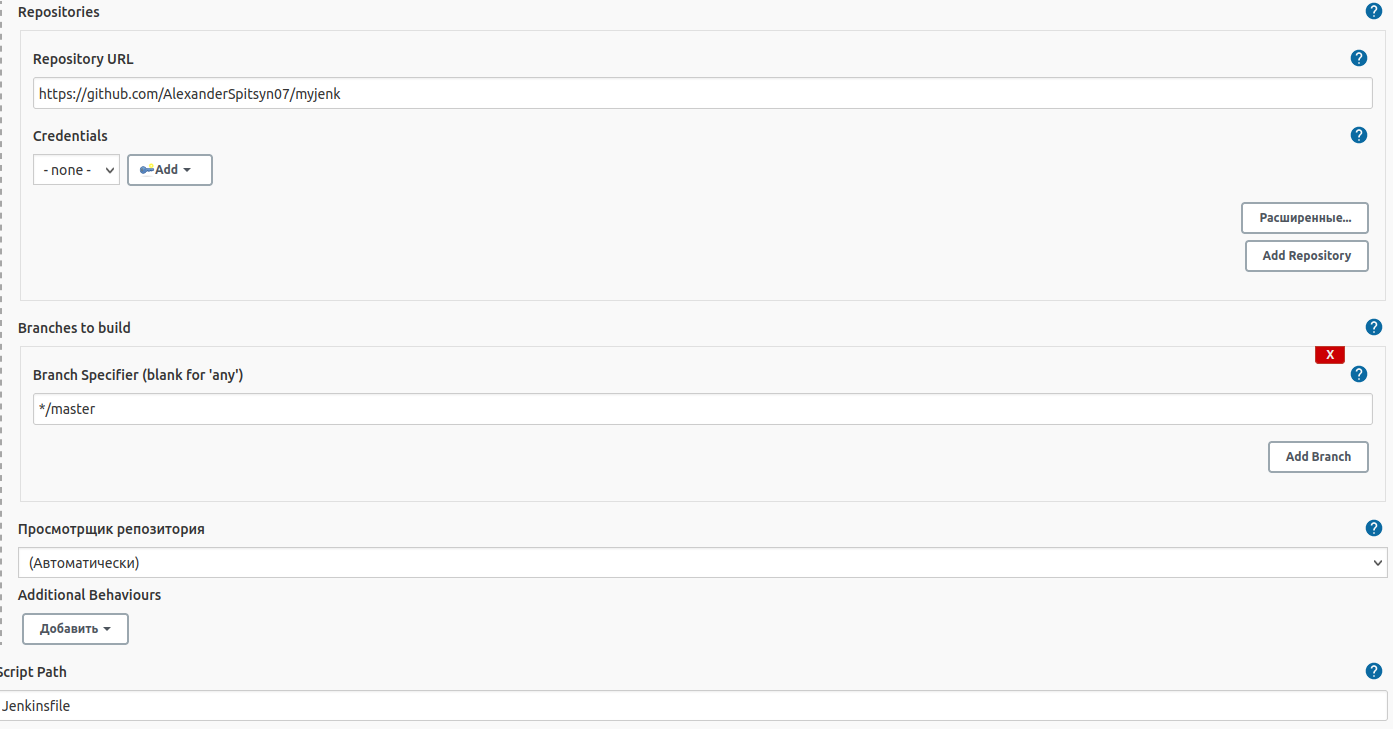 Repositories
?
Repository URL
?
https://github.com/AlexanderSpitsyn07/myjenk
Credentials
?
- none -
Add
Расширенные...
Add Repository
Branches to build
?
X
Branch Specifier (blank for 'any')
?
*/master
Add Branch
Просмотрщик репозитория
?
(Автоматически)
Additional Behaviours
Добавить
Script Path
?
Jenkinsfile